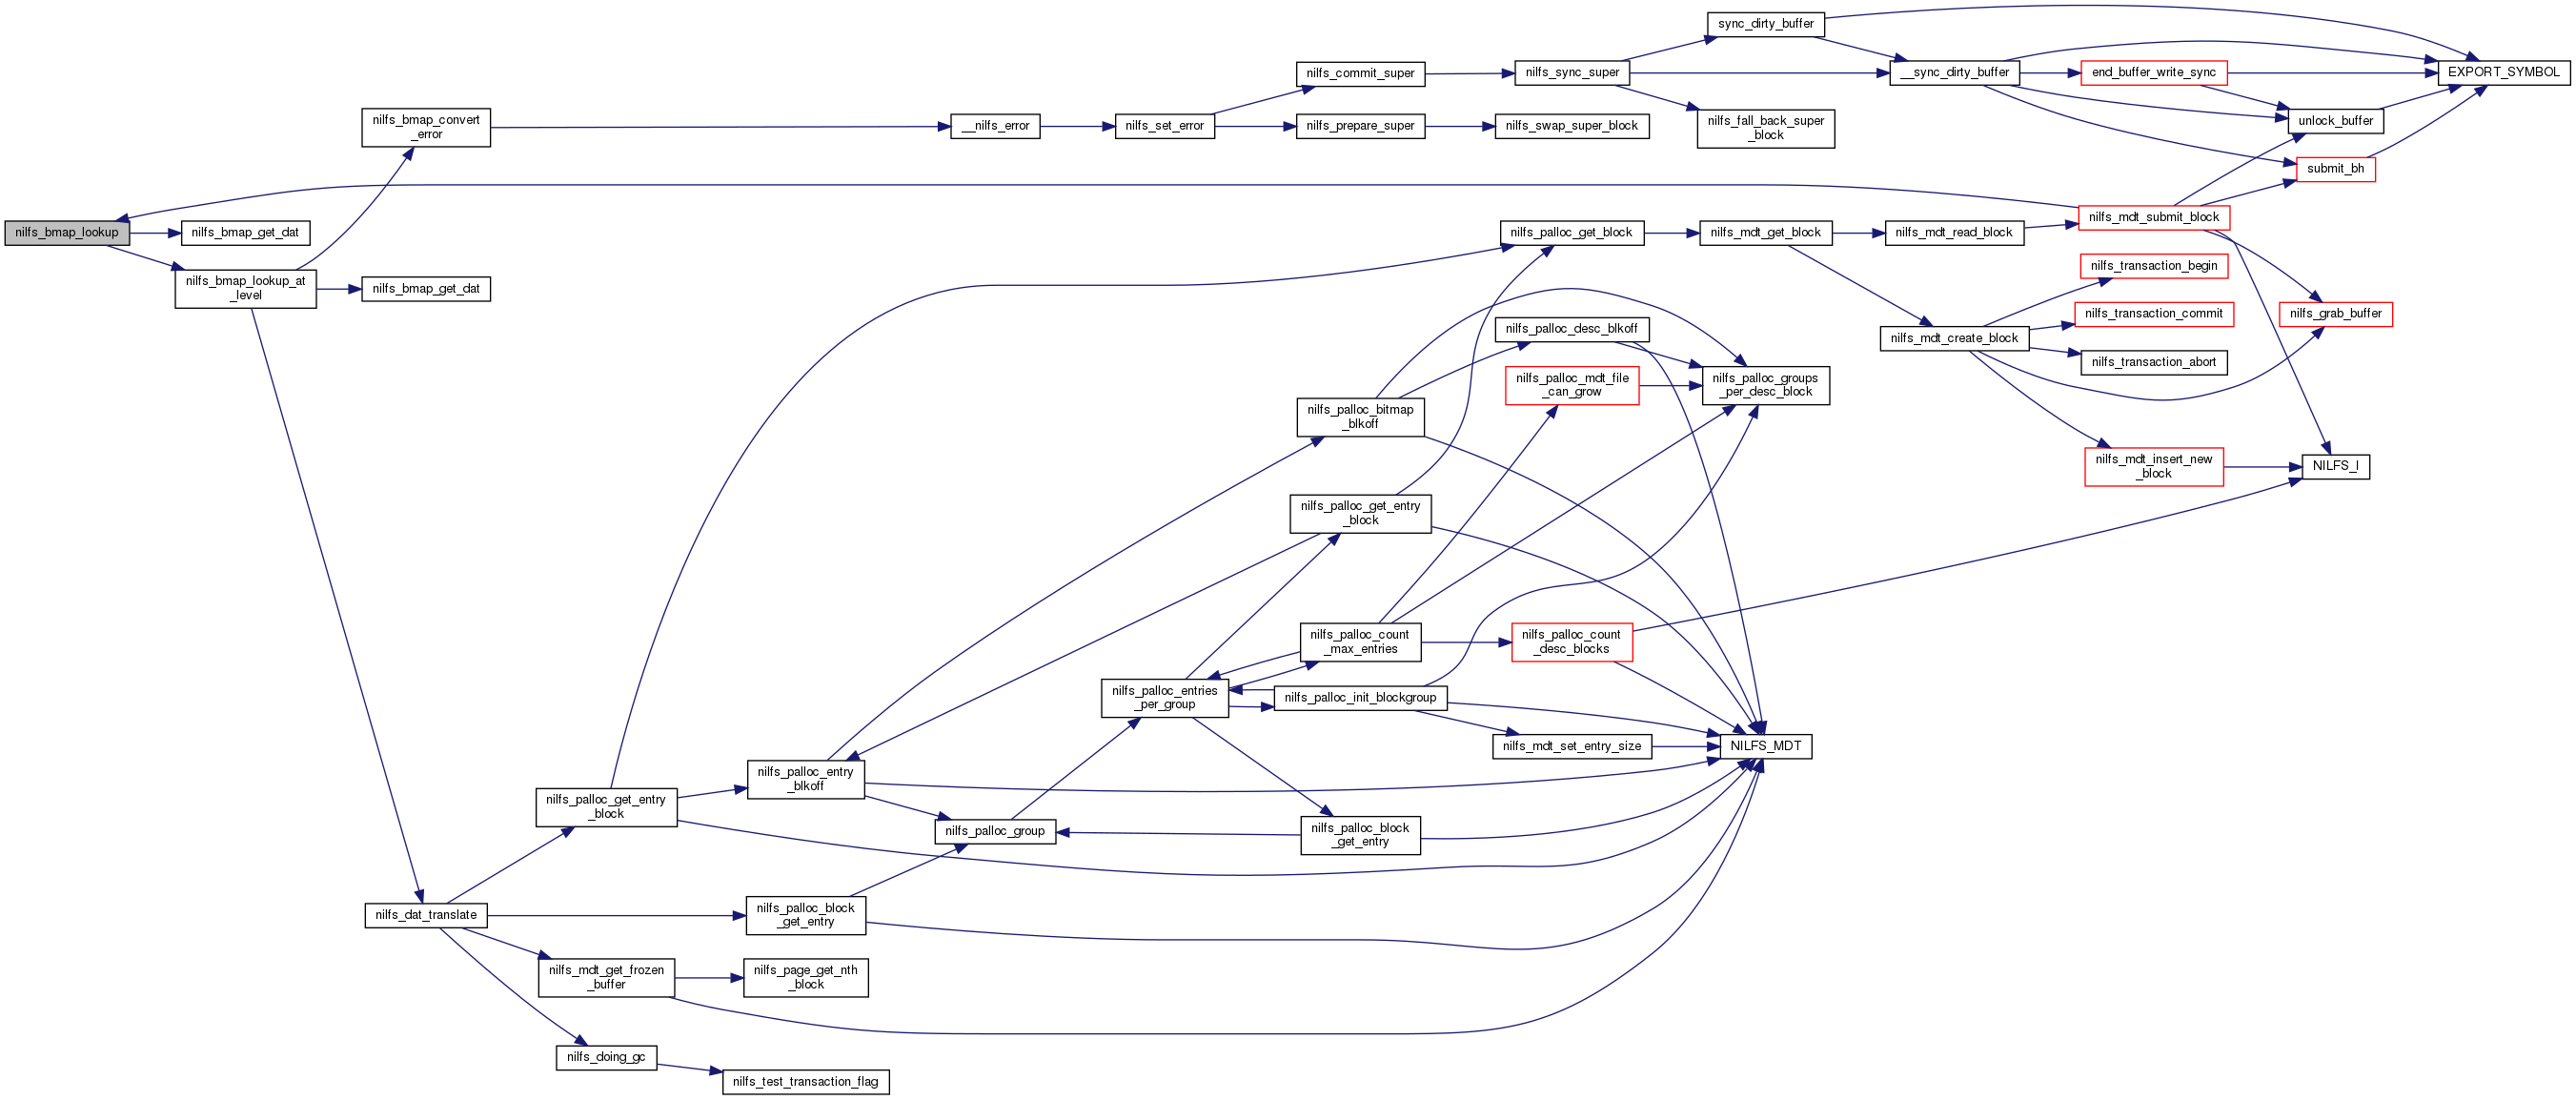 nilfs_bmap_lookup
nilfs_bmap_get_dat
nilfs_bmap_lookup_at
_level
nilfs_bmap_convert
_error
nilfs_bmap_get_dat
nilfs_dat_translate
__nilfs_error
nilfs_set_error
nilfs_commit_super
nilfs_prepare_super
nilfs_sync_super
nilfs_swap_super_block
sync_dirty_buffer
nilfs_fall_back_super
_block
__sync_dirty_buffer
end_buffer_write_sync
EXPORT_SYMBOL
unlock_buffer
submit_bh
nilfs_palloc_get_block
nilfs_mdt_get_block
nilfs_mdt_read_block
nilfs_mdt_submit_block
nilfs_transaction_begin
nilfs_transaction_commit
nilfs_transaction_abort
nilfs_mdt_create_block
nilfs_grab_buffer
nilfs_mdt_insert_new
_block
NILFS_I
nilfs_palloc_desc_blkoff
nilfs_palloc_mdt_file
_can_grow
nilfs_palloc_groups
_per_desc_block
nilfs_palloc_bitmap
_blkoff
nilfs_palloc_get_entry
_block
nilfs_palloc_count
_max_entries
nilfs_palloc_count
_desc_blocks
nilfs_palloc_entries
_per_group
nilfs_palloc_init_blockgroup
nilfs_mdt_set_entry_size
NILFS_MDT
nilfs_palloc_entry
_blkoff
nilfs_palloc_get_entry
_block
nilfs_palloc_group
nilfs_palloc_block
_get_entry
nilfs_palloc_block
_get_entry
nilfs_mdt_get_frozen
_buffer
nilfs_page_get_nth
_block
nilfs_doing_gc
nilfs_test_transaction_flag